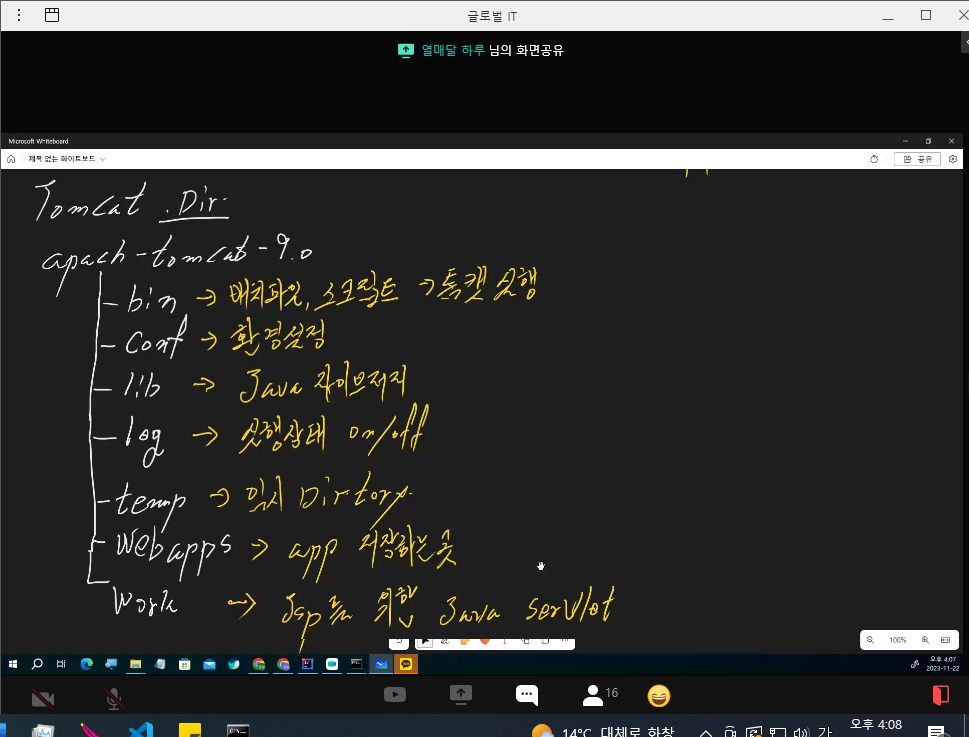 글로벌 IT
열매달 하루 님의 화면공유
Microsoft Whiteboard
제목 없는 화이트보드
공유
Tomcat . Dir.
apach-tomcat-9.0
- bin → 배치파일, 스크립트 → 톰캣 실행
- Conf → 환경설정
- lib → Java 라이브러리
- log → 실행상태 on/off
- temp → 임시 Dirtory.
- Webapps → app 저장하는 곳
Work → Jsp를 위한 Java servlet
100%
오후 4:07
2023-11-22
16
14°C 대체로 화창
가
오후 4:08